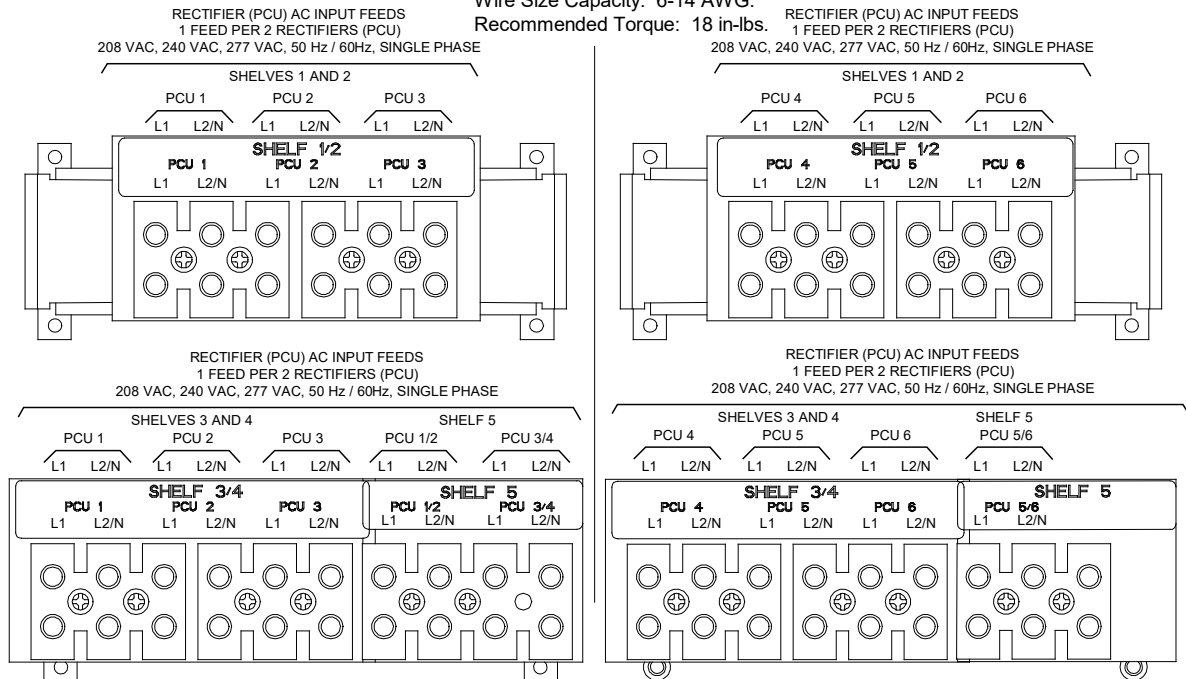 Wire Size Capacity: 6-14 AWG.
Recommended Torque: 18 in-lbs.
RECTIFIER (PCU) AC INPUT FEEDS
1 FEED PER 2 RECTIFIERS (PCU)
208 VAC, 240 VAC, 277 VAC, 50 Hz / 60Hz, SINGLE PHASE
SHELVES 1 AND 2
PCU 1 PCU 2 PCU 3
L1 L2/N L1 L2/N L1 L2/N
SHELF 1/2
PCU 1 PCU 2 PCU 3
L1 L2/N L1 L2/N L1 L2/N
RECTIFIER (PCU) AC INPUT FEEDS
1 FEED PER 2 RECTIFIERS (PCU)
208 VAC, 240 VAC, 277 VAC, 50 Hz / 60Hz, SINGLE PHASE
SHELVES 1 AND 2
PCU 4 PCU 5 PCU 6
L1 L2/N L1 L2/N L1 L2/N
SHELF 1/2
PCU 4 PCU 5 PCU 6
L1 L2/N L1 L2/N L1 L2/N
RECTIFIER (PCU) AC INPUT FEEDS
1 FEED PER 2 RECTIFIERS (PCU)
208 VAC, 240 VAC, 277 VAC, 50 Hz / 60Hz, SINGLE PHASE
SHELVES 3 AND 4 SHELF 5
PCU 1 PCU 2 PCU 3 PCU 1/2 PCU 3/4
L1 L2/N L1 L2/N L1 L2/N L1 L2/N L1 L2/N
SHELF 3/4 SHELF 5
PCU 1 PCU 2 PCU 3 PCU 1/2 PCU 3/4
L1 L2/N L1 L2/N L1 L2/N L1 L2/N L1 L2/N
RECTIFIER (PCU) AC INPUT FEEDS
1 FEED PER 2 RECTIFIERS (PCU)
208 VAC, 240 VAC, 277 VAC, 50 Hz / 60Hz, SINGLE PHASE
SHELVES 3 AND 4 SHELF 5
PCU 4 PCU 5 PCU 6 PCU 5/6
L1 L2/N L1 L2/N L1 L2/N L1 L2/N
SHELF 3/4 SHELF 5
PCU 4 PCU 5 PCU 6 PCU 5/6
L1 L2/N L1 L2/N L1 L2/N L1 L2/N